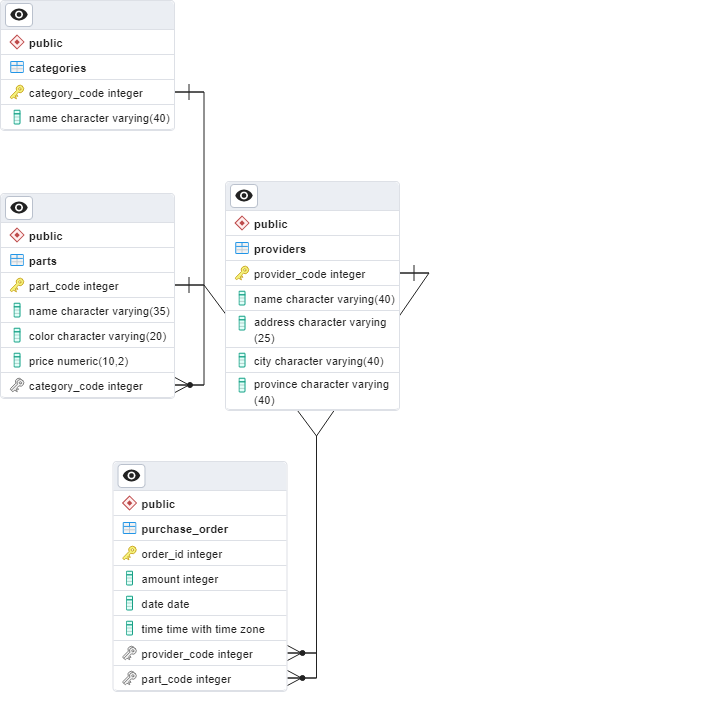 public
categories
category_code integer
name character varying(40)
public
parts
part_code integer
name character varying(35)
color character varying(20)
price numeric(10,2)
category_code integer
public
providers
provider_code integer
name character varying(40)
address character varying
(25)
city character varying(40)
province character varying
(40)
public
purchase_order
order_id integer
amount integer
date date
time time with time zone
provider_code integer
part_code integer